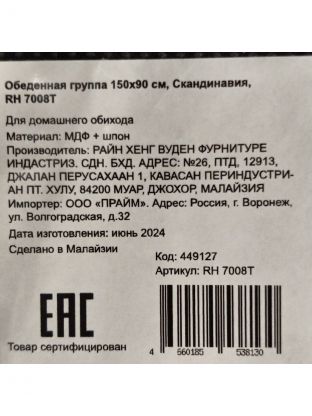 Обеденная группа 150x90 см, Скандинавия,
RH 7008T
Для домашнего обихода
Материал: МДФ + шпон
Производитель: РАЙН ХЕНГ ВУДЕН ФУРНИТУРЕ
ИНДАСТРИЗ. СДН. БХД. АДРЕС: №26, ПТД, 12913,
ДЖАЛАН ПЕРУСАХААН 1, КАВАСАН ПЕРИНДУСТРИ-
АН ПТ. ХУЛУ, 84200 МУАР, ДЖОХОР, МАЛАЙЗИЯ
Импортер: ООО «ПРАЙМ». Адрес: Россия, г. Воронеж,
ул. Волгоградская, д.32
Дата изготовления: июнь 2024
Сделано в Малайзии
Код: 449127
Артикул: RH 7008T
EAC
Товар сертифицирован
4 660185 538130